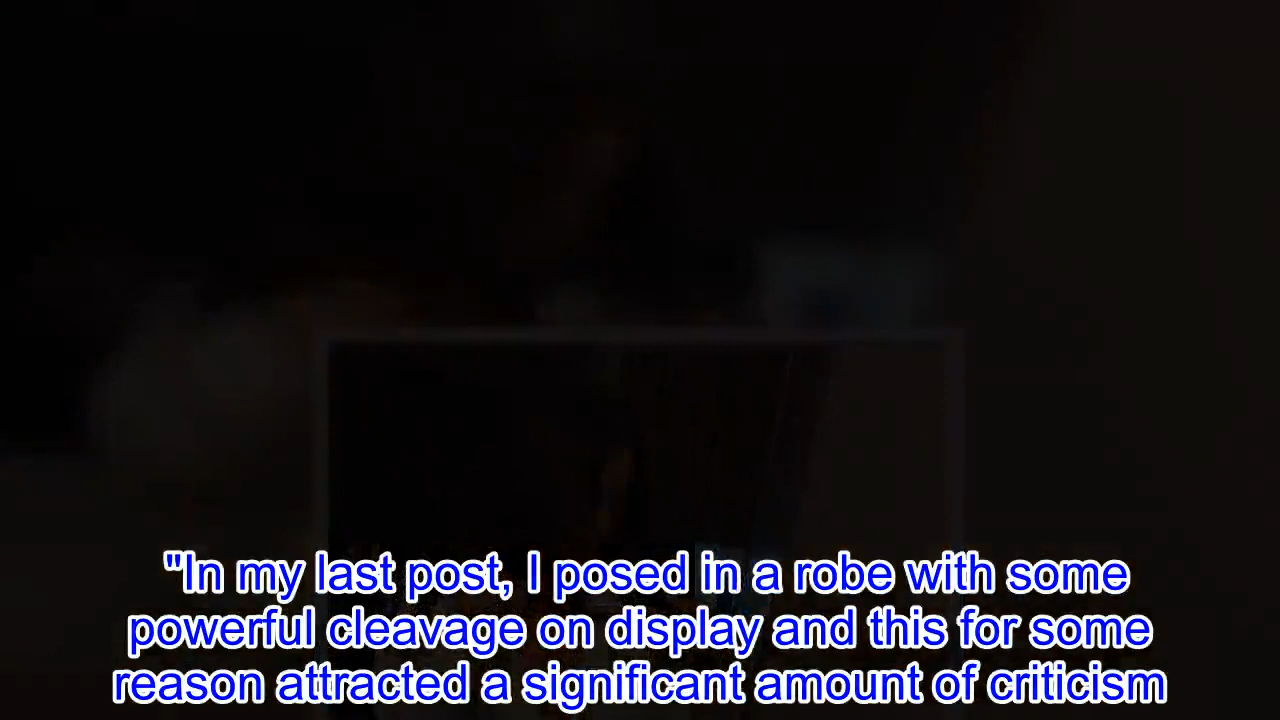 "In my last post, I posed in a robe with some
powerful cleavage on display and this for some
reason attracted a significant amount of criticism